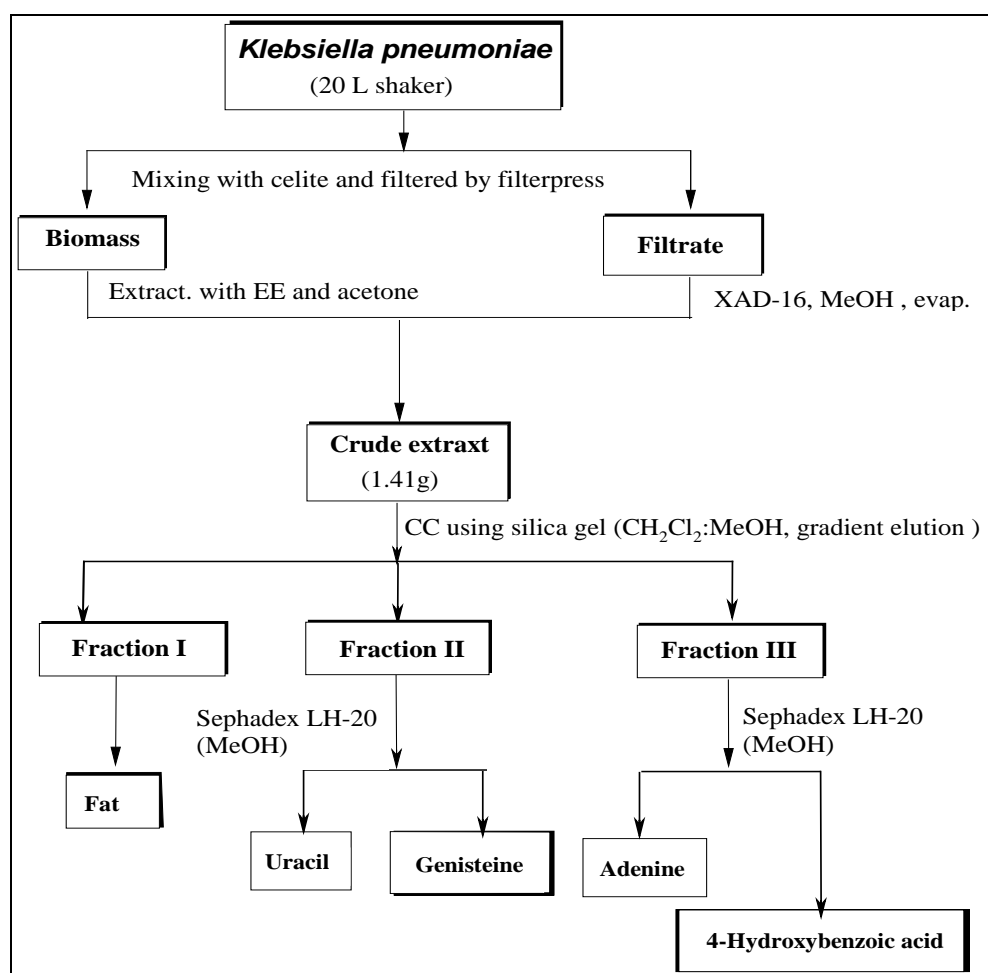 Klebsiella pneumoniae
(20 L shaker)
Mixing with celite and filtered by filterpress
Biomass
Filtrate
Extract. with EE and acetone
XAD-16, MeOH , evap.
Crude extraxt
(1.41g)
CC using silica gel (CH₂Cl₂:MeOH, gradient elution )
Fraction I
Fraction II
Fraction III
Sephadex LH-20
(MeOH)
Sephadex LH-20
(MeOH)
Fat
Uracil
Genisteine
Adenine
4-Hydroxybenzoic acid